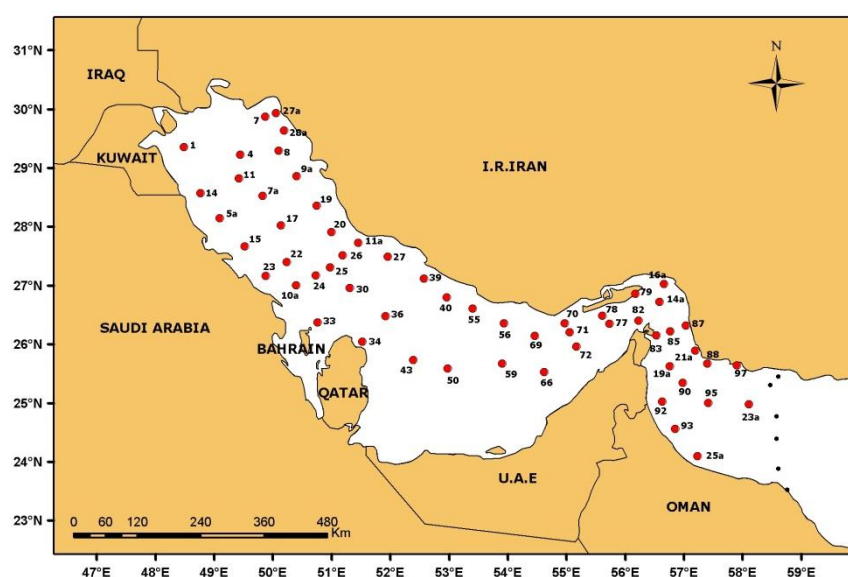 31°N
30°N
29°N
28°N
27°N
26°N
25°N
24°N
23°N
IRAQ
KUWAIT
I.R.IRAN
N
SAUDI ARABIA
BAHRAIN
QATAR
U.A.E
OMAN
27a
7
28a
1
4
8
11
9a
14
7a
19
5a
17
20
15
11a
22
26
27
23
25
24
10a
30
39
16a
79
40
14a
33
36
55
70
78
82
77
87
56
71
34
69
83
85
72
21a
88
43
50
59
66
19a
97
90
92
95
23a
93
25a
0 60 120 240 360 480
Km
47°E 48°E 49°E 50°E 51°E 52°E 53°E 54°E 55°E 56°E 57°E 58°E 59°E